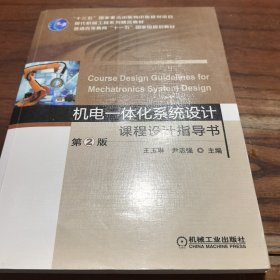 "十三五"国家重点出版物出版规划项目
现代机械工程系列精品教材
普通高等教育"十一五"国家级规划教材
Course Design Guidelines for
Mechatronics System Design
机电一体化系统设计
课程设计指导书
第2版
王玉琳 尹志强 主编
机械工业出版社
CHINA MACHINE PRESS